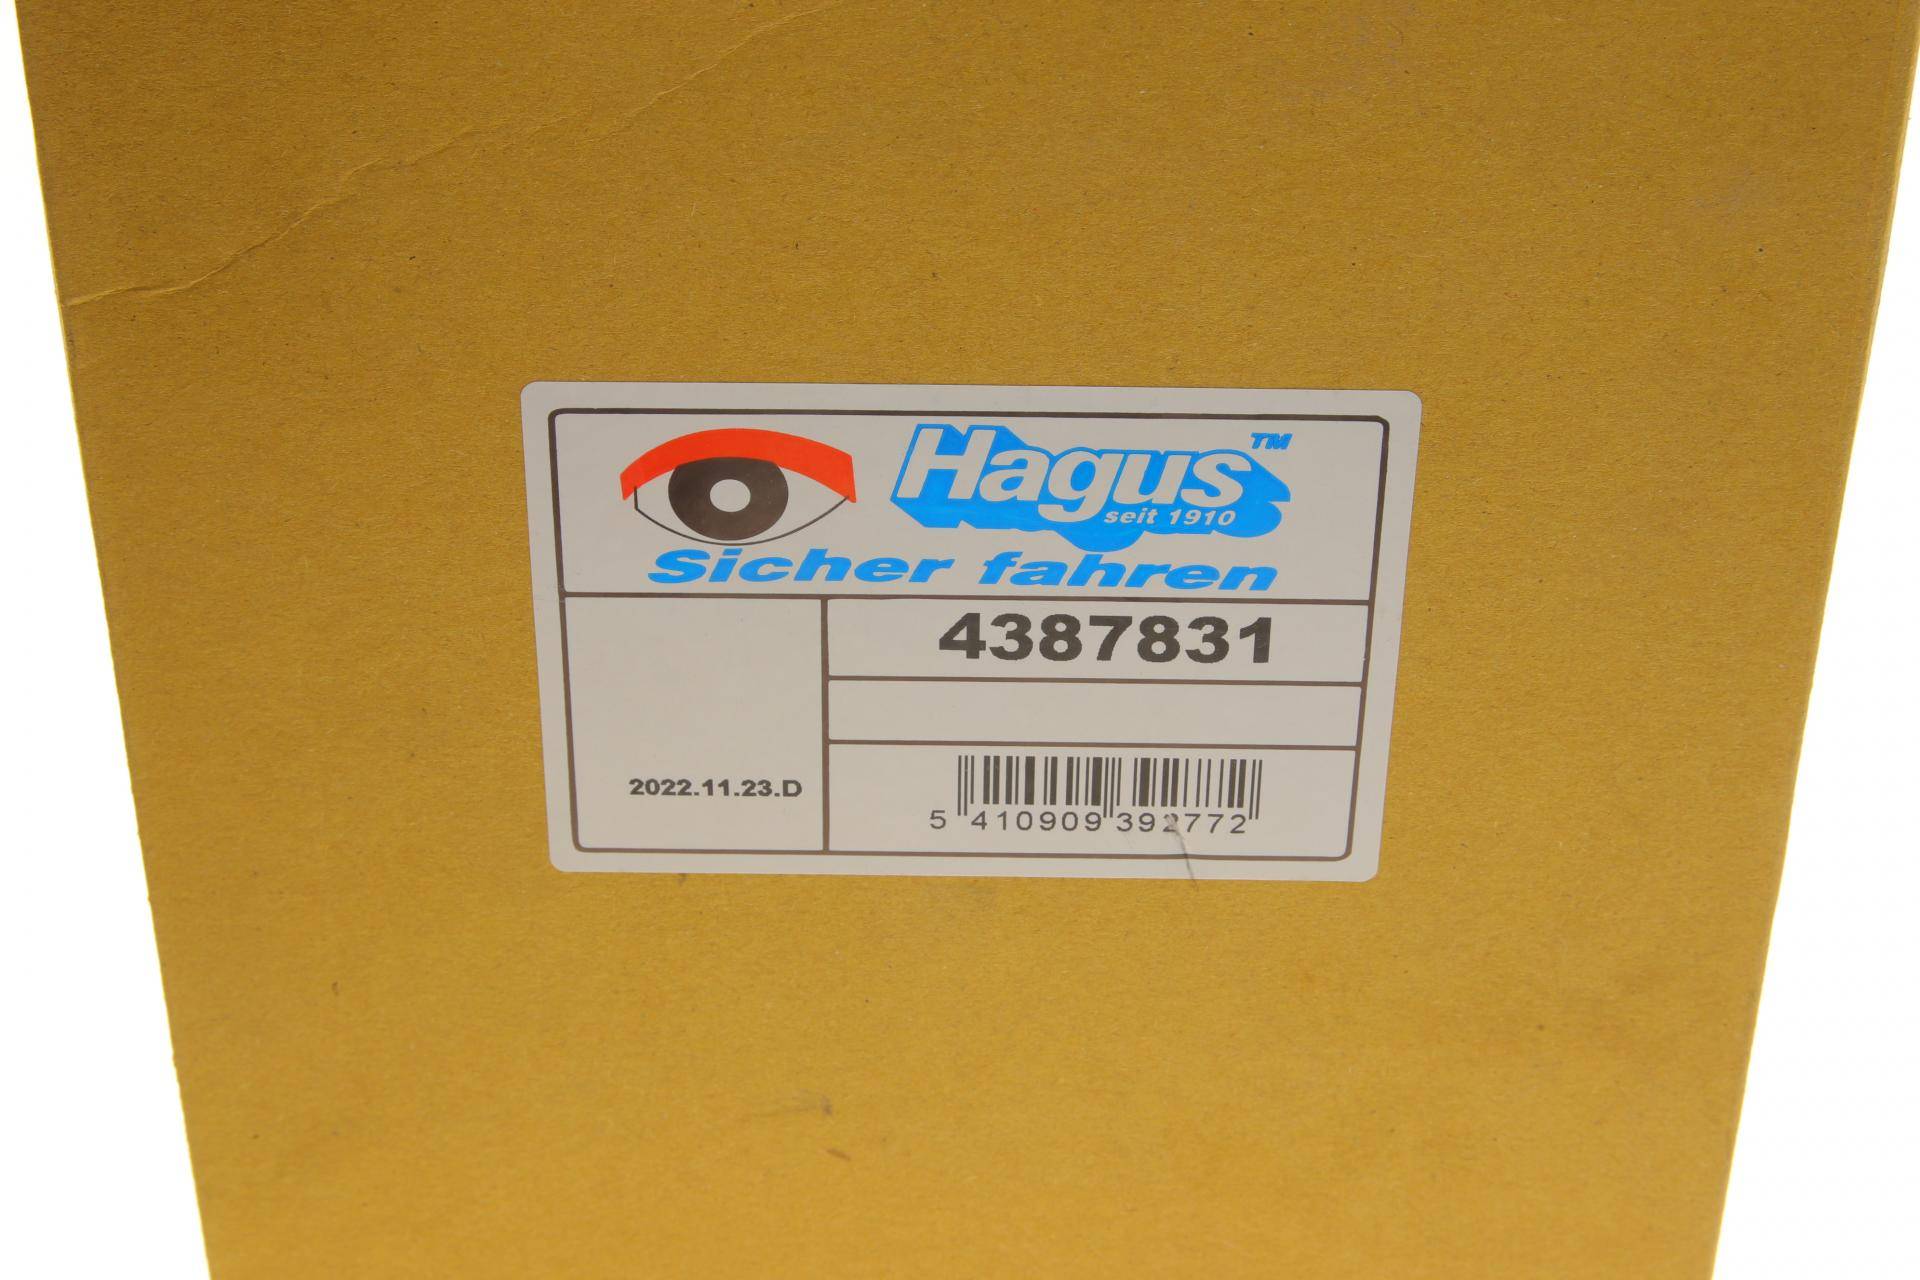 Hagus™
seit 1910
Sicher fahren
4387831
2022.11.23.D
5 410909 392772